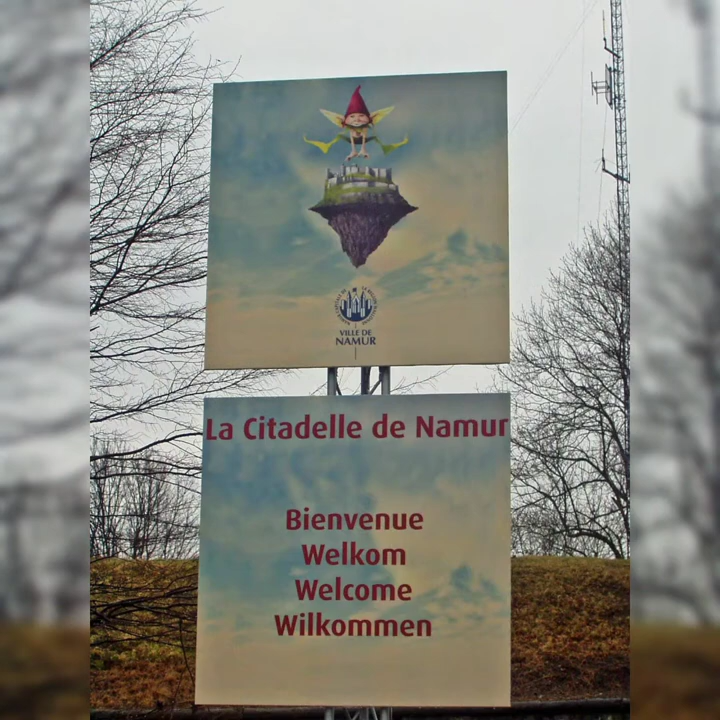 VILLE DE
NAMUR
La Citadelle de Namur
Bienvenue
Welkom
Welcome
Wilkommen